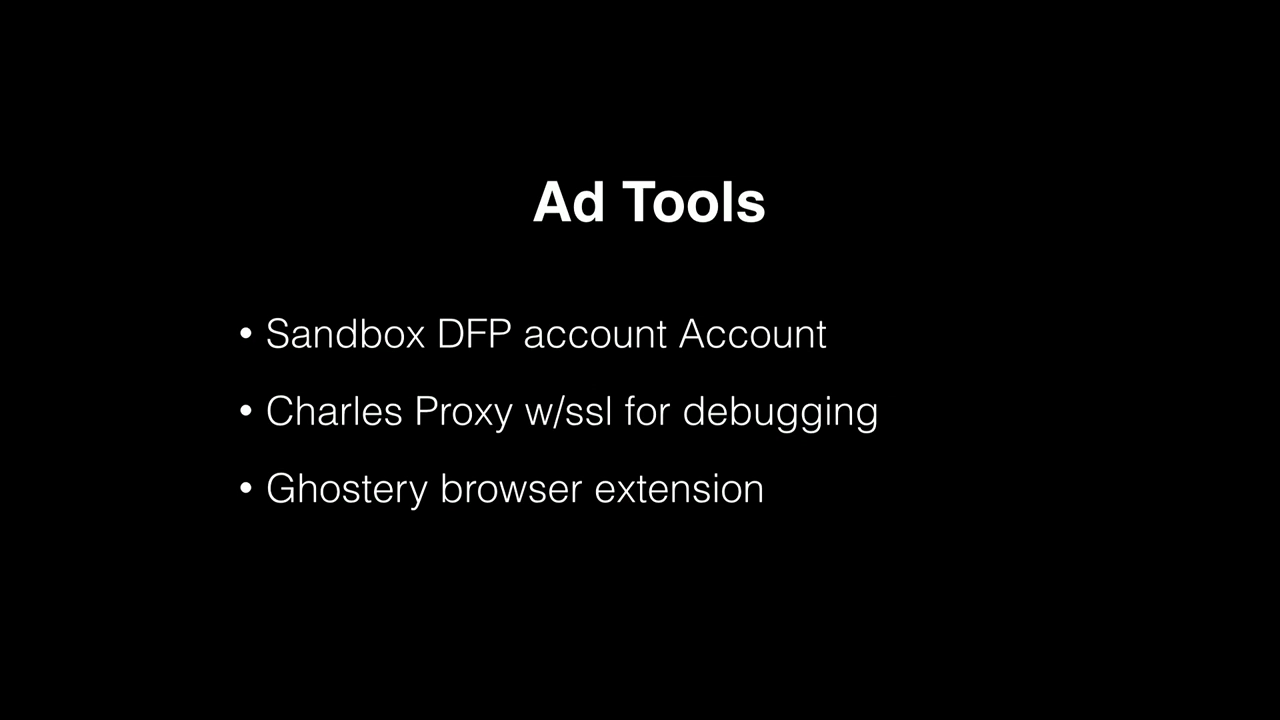 Ad Tools
• Sandbox DFP account Account
• Charles Proxy w/ssl for debugging
• Ghostery browser extension